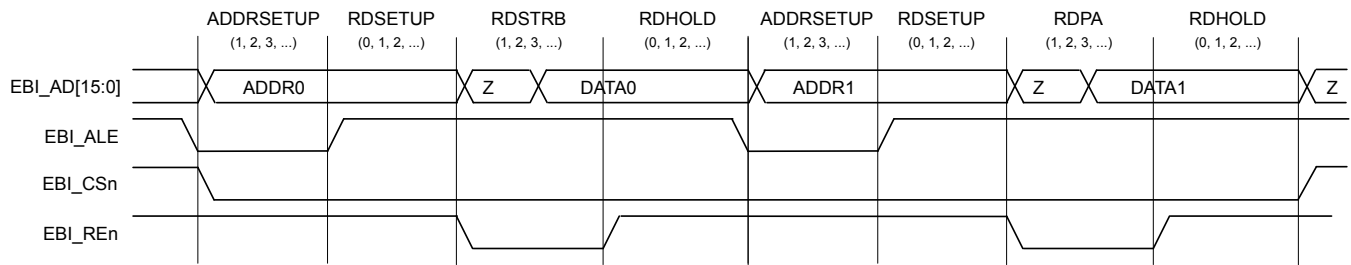 ADDRSETUP RDSETUP RDSTRB RDHOLD ADDRSETUP RDSETUP RDPA RDHOLD
(1, 2, 3, ...) (0, 1, 2, ...) (1, 2, 3, ...) (0, 1, 2, ...) (1, 2, 3, ...) (0, 1, 2, ...) (1, 2, 3, ...) (0, 1, 2, ...)
EBI_AD[15:0] ADDR0 Z DATA0 ADDR1 Z DATA1 Z
EBI_ALE
EBI_CSn
EBI_REn